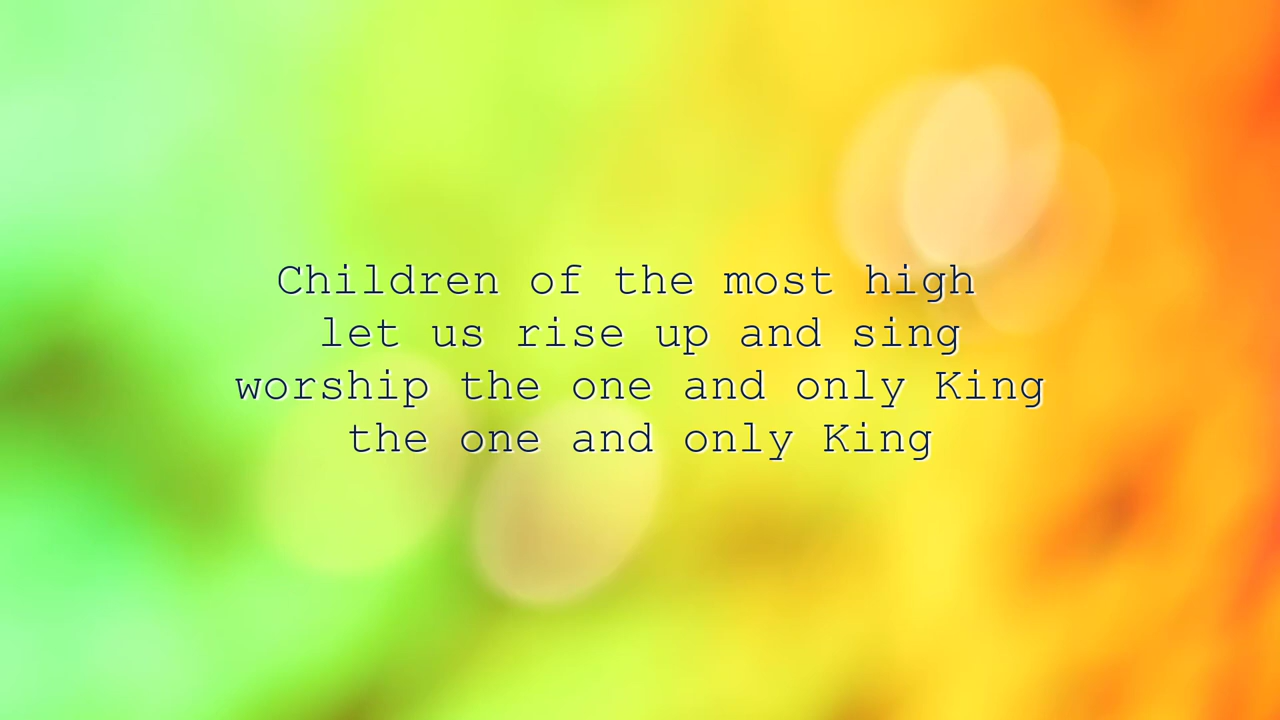 Children of the most high
let us rise up and sing
worship the one and only King
the one and only King